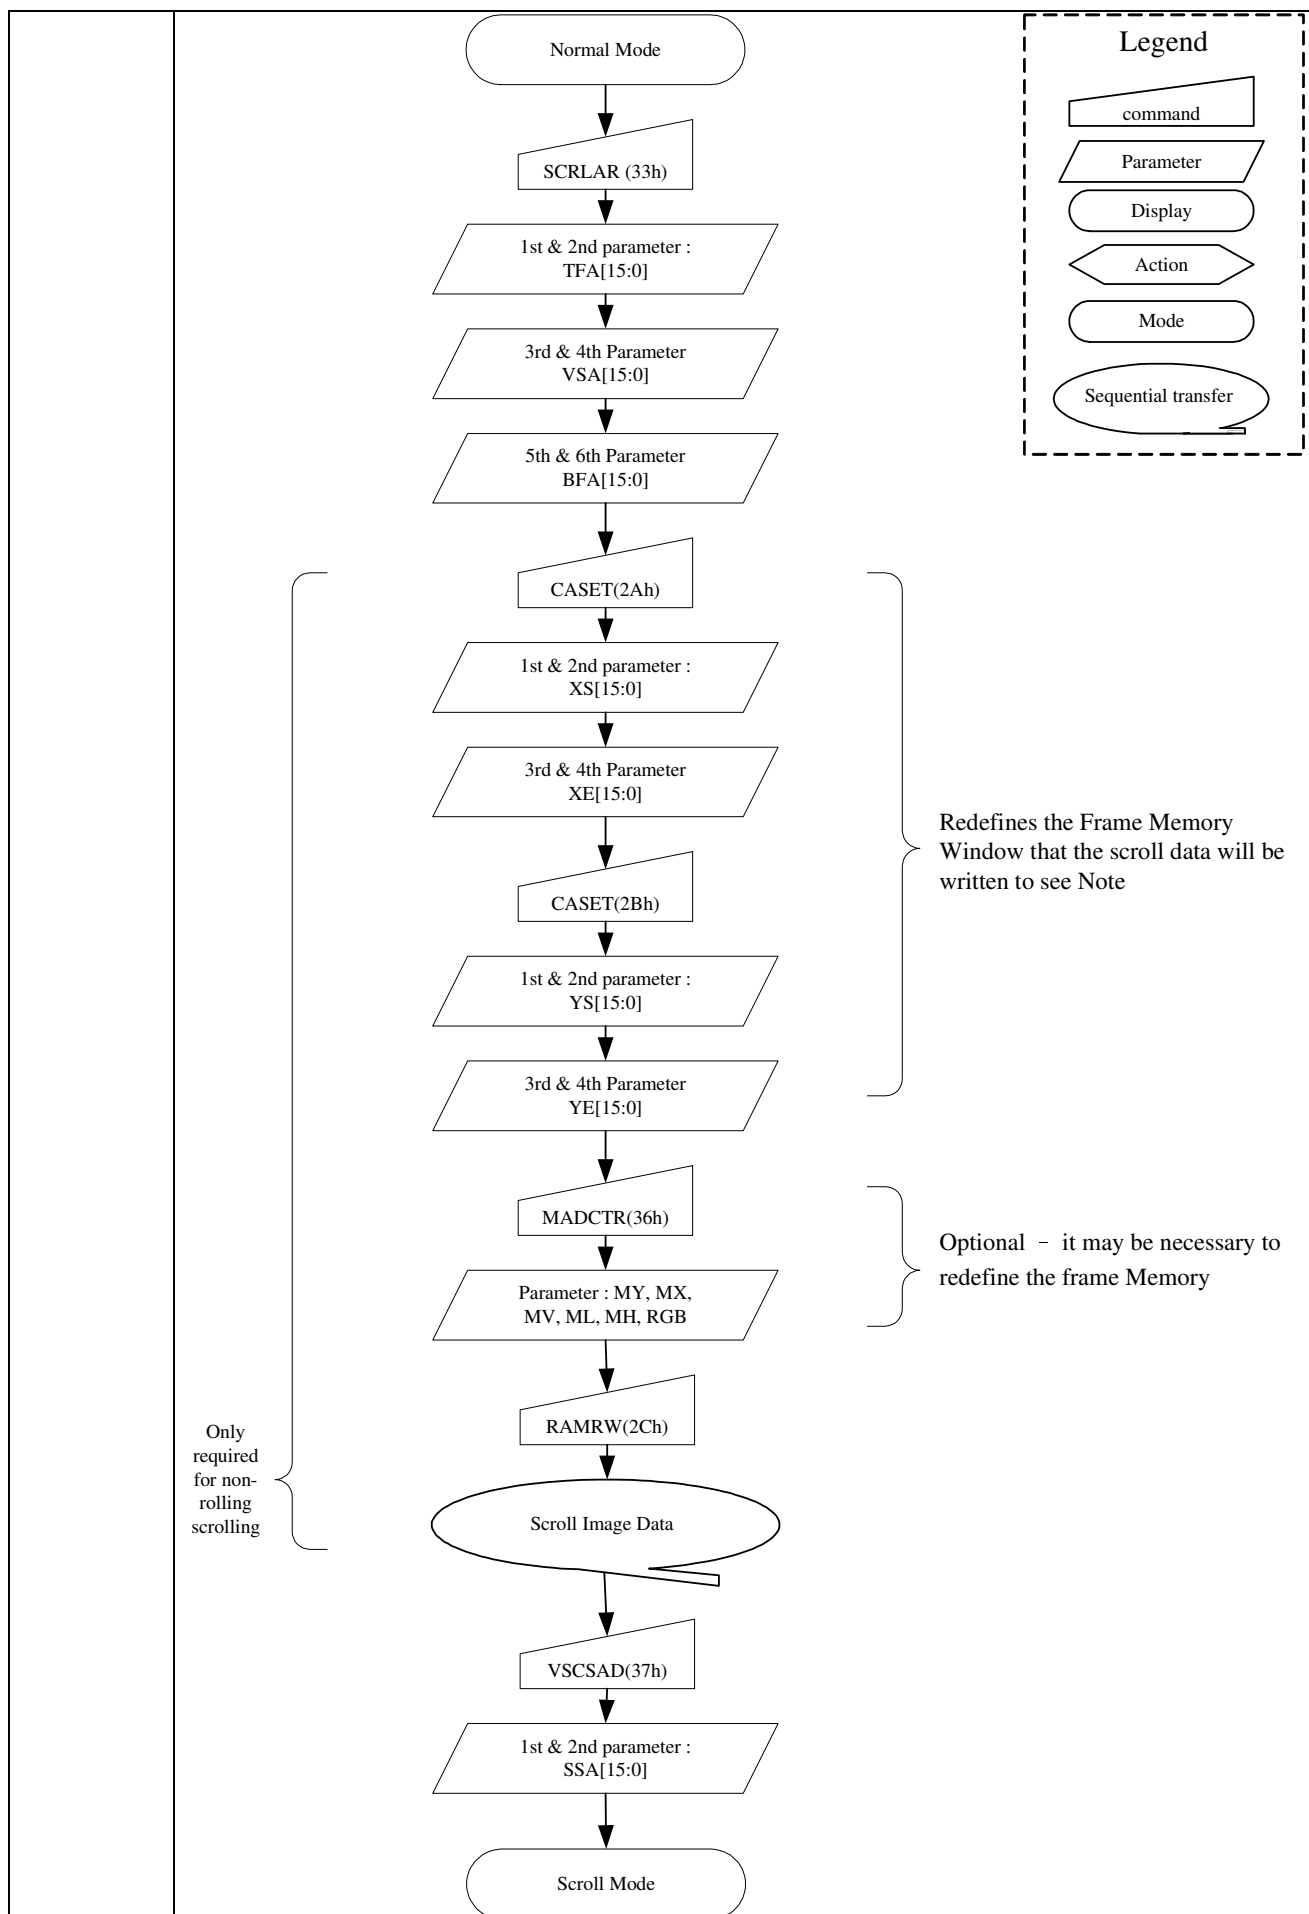 Normal Mode
SCRLAR (33h)
1st & 2nd parameter :
TFA[15:0]
3rd & 4th Parameter
VSA[15:0]
5th & 6th Parameter
BFA[15:0]
CASET(2Ah)
1st & 2nd parameter :
XS[15:0]
3rd & 4th Parameter
XE[15:0]
CASET(2Bh)
1st & 2nd parameter :
YS[15:0]
3rd & 4th Parameter
YE[15:0]
MADCTR(36h)
Parameter : MY, MX,
MV, ML, MH, RGB
RAMRW(2Ch)
Scroll Image Data
VSCSAD(37h)
1st & 2nd parameter :
SSA[15:0]
Scroll Mode
Only
required
for non-
rolling
scrolling
Redefines the Frame Memory
Window that the scroll data will be
written to see Note
Optional – it may be necessary to
redefine the frame Memory
Legend
command
Parameter
Display
Action
Mode
Sequential transfer